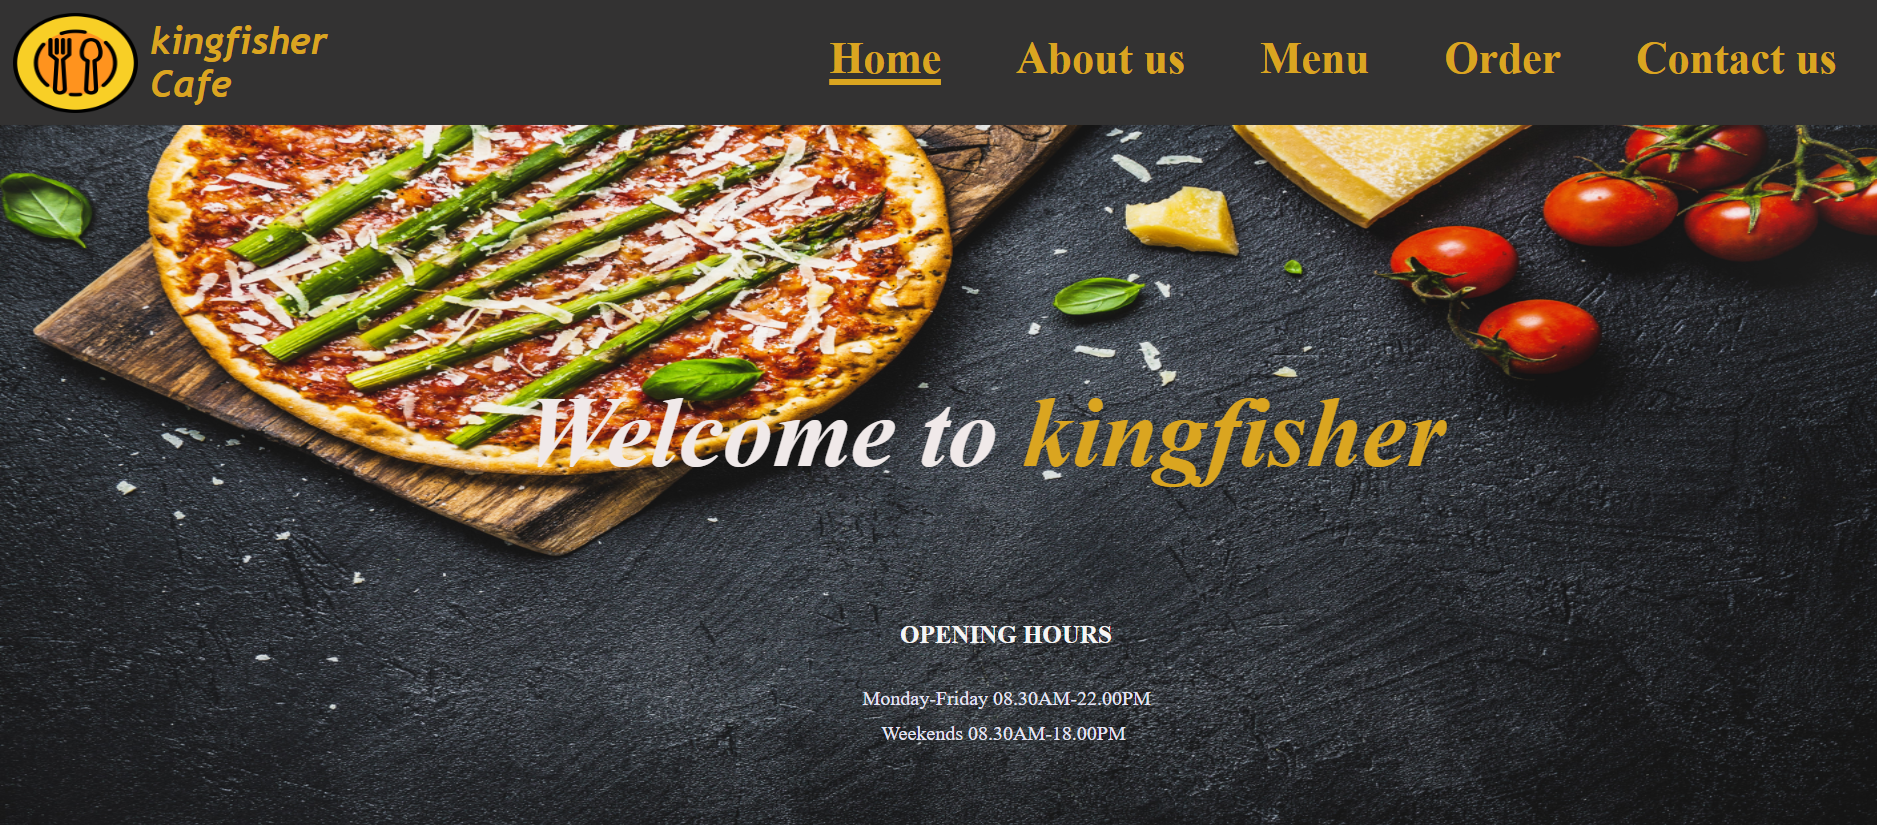 kingfisher
Cafe
Home About us Menu Order Contact us
Welcome to kingfisher
OPENING HOURS
Monday-Friday 08.30AM-22.00PM
Weekends 08.30AM-18.00PM